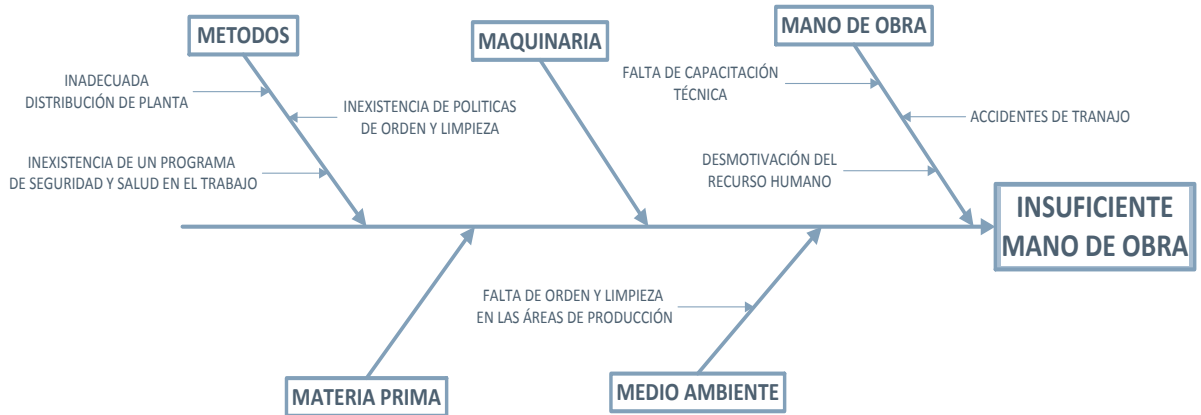 METODOS
MAQUINARIA
MANO DE OBRA
INADECUADA
DISTRIBUCIÓN DE PLANTA
INEXISTENCIA DE POLITICAS
DE ORDEN Y LIMPIEZA
INEXISTENCIA DE UN PROGRAMA
DE SEGURIDAD Y SALUD EN EL TRABAJO
FALTA DE CAPACITACIÓN
TÉCNICA
ACCIDENTES DE TRANAJO
DESMOTIVACIÓN DEL
RECURSO HUMANO
INSUFICIENTE
MANO DE OBRA
FALTA DE ORDEN Y LIMPIEZA
EN LAS ÁREAS DE PRODUCCIÓN
MATERIA PRIMA
MEDIO AMBIENTE